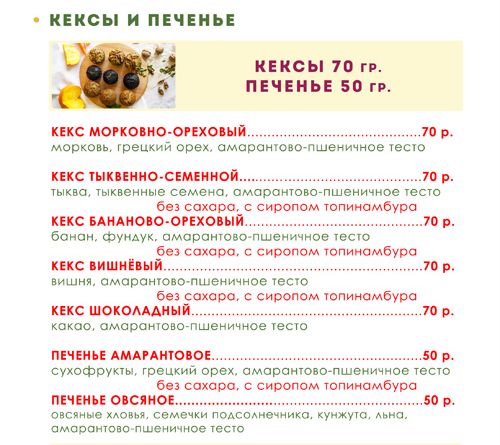 КЕКСЫ И ПЕЧЕНЬЕ
КЕКСЫ 70 ГР.
ПЕЧЕНЬЕ 50 ГР.
КЕКС МОРКОВНО-ОРЕХОВЫЙ..........................................70 р.
морковь, грецкий орех, амарантово-пшеничное тесто
КЕКС ТЫКВЕННО-СЕМЕННОЙ..........................................70 р.
тыква, тыквенные семена, амарантово-пшеничное тесто
без сахара, с сиропом топинамбура
КЕКС БАНАНОВО-ОРЕХОВЫЙ..........................................70 р.
банан, фундук, амарантово-пшеничное тесто
без сахара, с сиропом топинамбура
КЕКС ВИШНЁВЫЙ..........................................................70 р.
вишня, амарантово-пшеничное тесто
без сахара, с сиропом топинамбура
КЕКС ШОКОЛАДНЫЙ....................................................70 р.
какао, амарантово-пшеничное тесто
ПЕЧЕНЬЕ АМАРАНТОВОЕ................................................50 р.
сухофрукты, грецкий орех, амарантовое тесто
без сахара, с сиропом топинамбура
ПЕЧЕНЬЕ ОВСЯНОЕ........................................................50 р.
овсяные хловья, семечки подсолнечника, кунжута, льна,
амарантово-пшеничное тесто